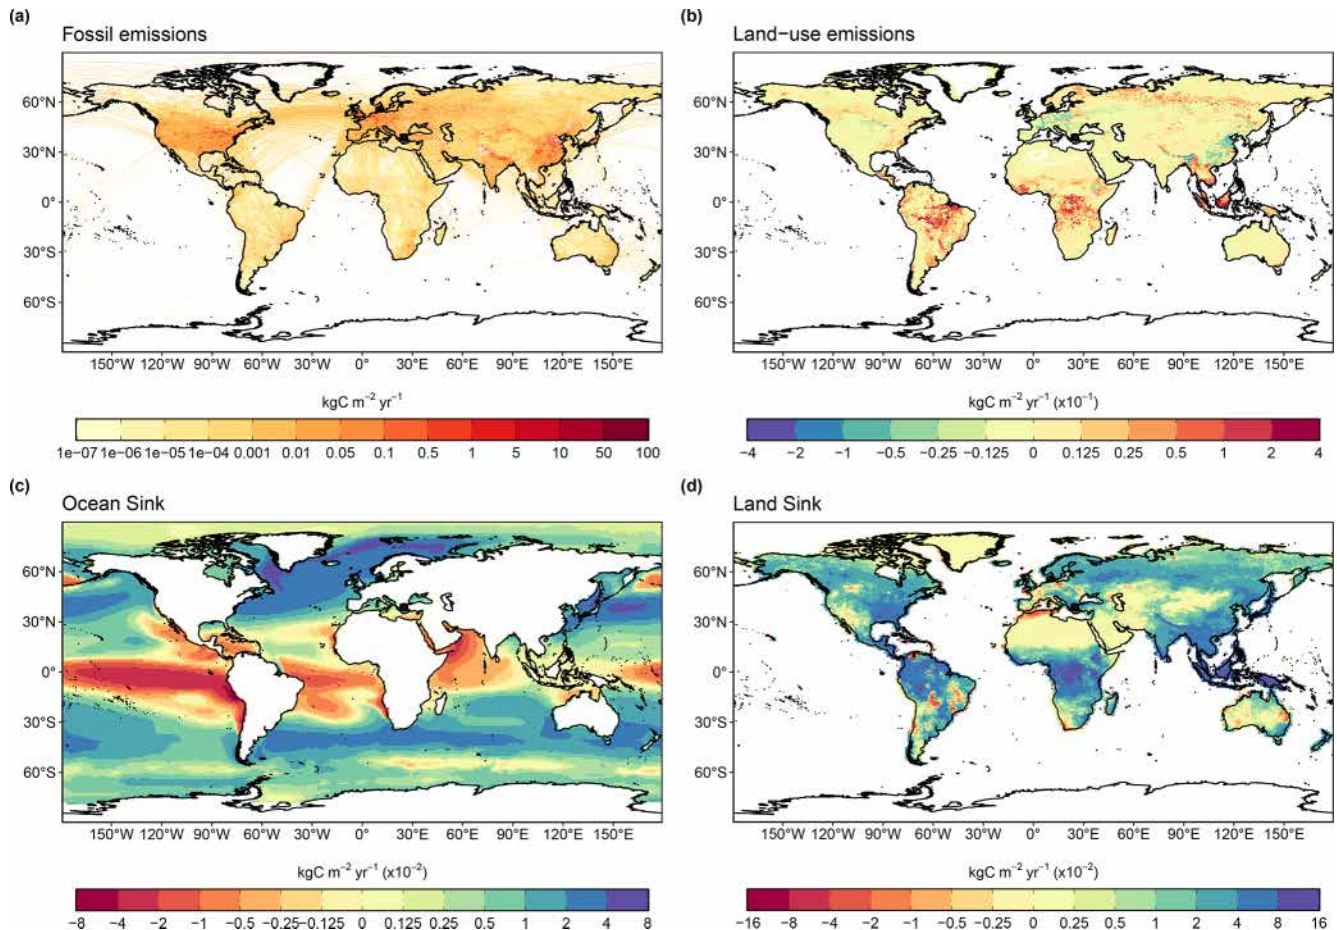 (a)
Fossil emissions
60°N
30°N
0°
30°S
60°S
150°W 120°W 90°W 60°W 30°W 0° 30°E 60°E 90°E 120°E 150°E
kgC m⁻² yr⁻¹
1e−07 1e−06 1e−05 1e−04 0.001 0.01 0.05 0.1 0.5 1 5 10 50 100
(b)
Land−use emissions
60°N
30°N
0°
30°S
60°S
150°W 120°W 90°W 60°W 30°W 0° 30°E 60°E 90°E 120°E 150°E
kgC m⁻² yr⁻¹ (x10⁻¹)
−4 −2 −1 −0.5 −0.25 −0.125 0 0.125 0.25 0.5 1 2 4
(c)
Ocean Sink
60°N
30°N
0°
30°S
60°S
150°W 120°W 90°W 60°W 30°W 0° 30°E 60°E 90°E 120°E 150°E
kgC m⁻² yr⁻¹ (x10⁻²)
−8 −4 −2 −1 −0.5 −0.25 −0.125 0 0.125 0.25 0.5 1 2 4 8
(d)
Land Sink
60°N
30°N
0°
30°S
60°S
150°W 120°W 90°W 60°W 30°W 0° 30°E 60°E 90°E 120°E 150°E
kgC m⁻² yr⁻¹ (x10⁻²)
−16 −8 −4 −2 −1 −0.5 −0.25 0 0.25 0.5 1 2 4 8 16